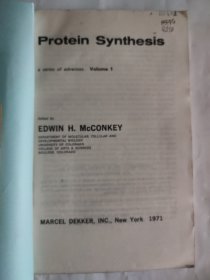 Protein Synthesis
a series of advances Volume 1
Edited by
EDWIN H. McCONKEY
DEPARTMENT OF MOLECULAR, CELLULAR AND
DEVELOPMENTAL BIOLOGY
UNIVERSITY OF COLORADO
COLLEGE OF ARTS & SCIENCES
BOULDER, COLORADO
MARCEL DEKKER, INC., New York 1971